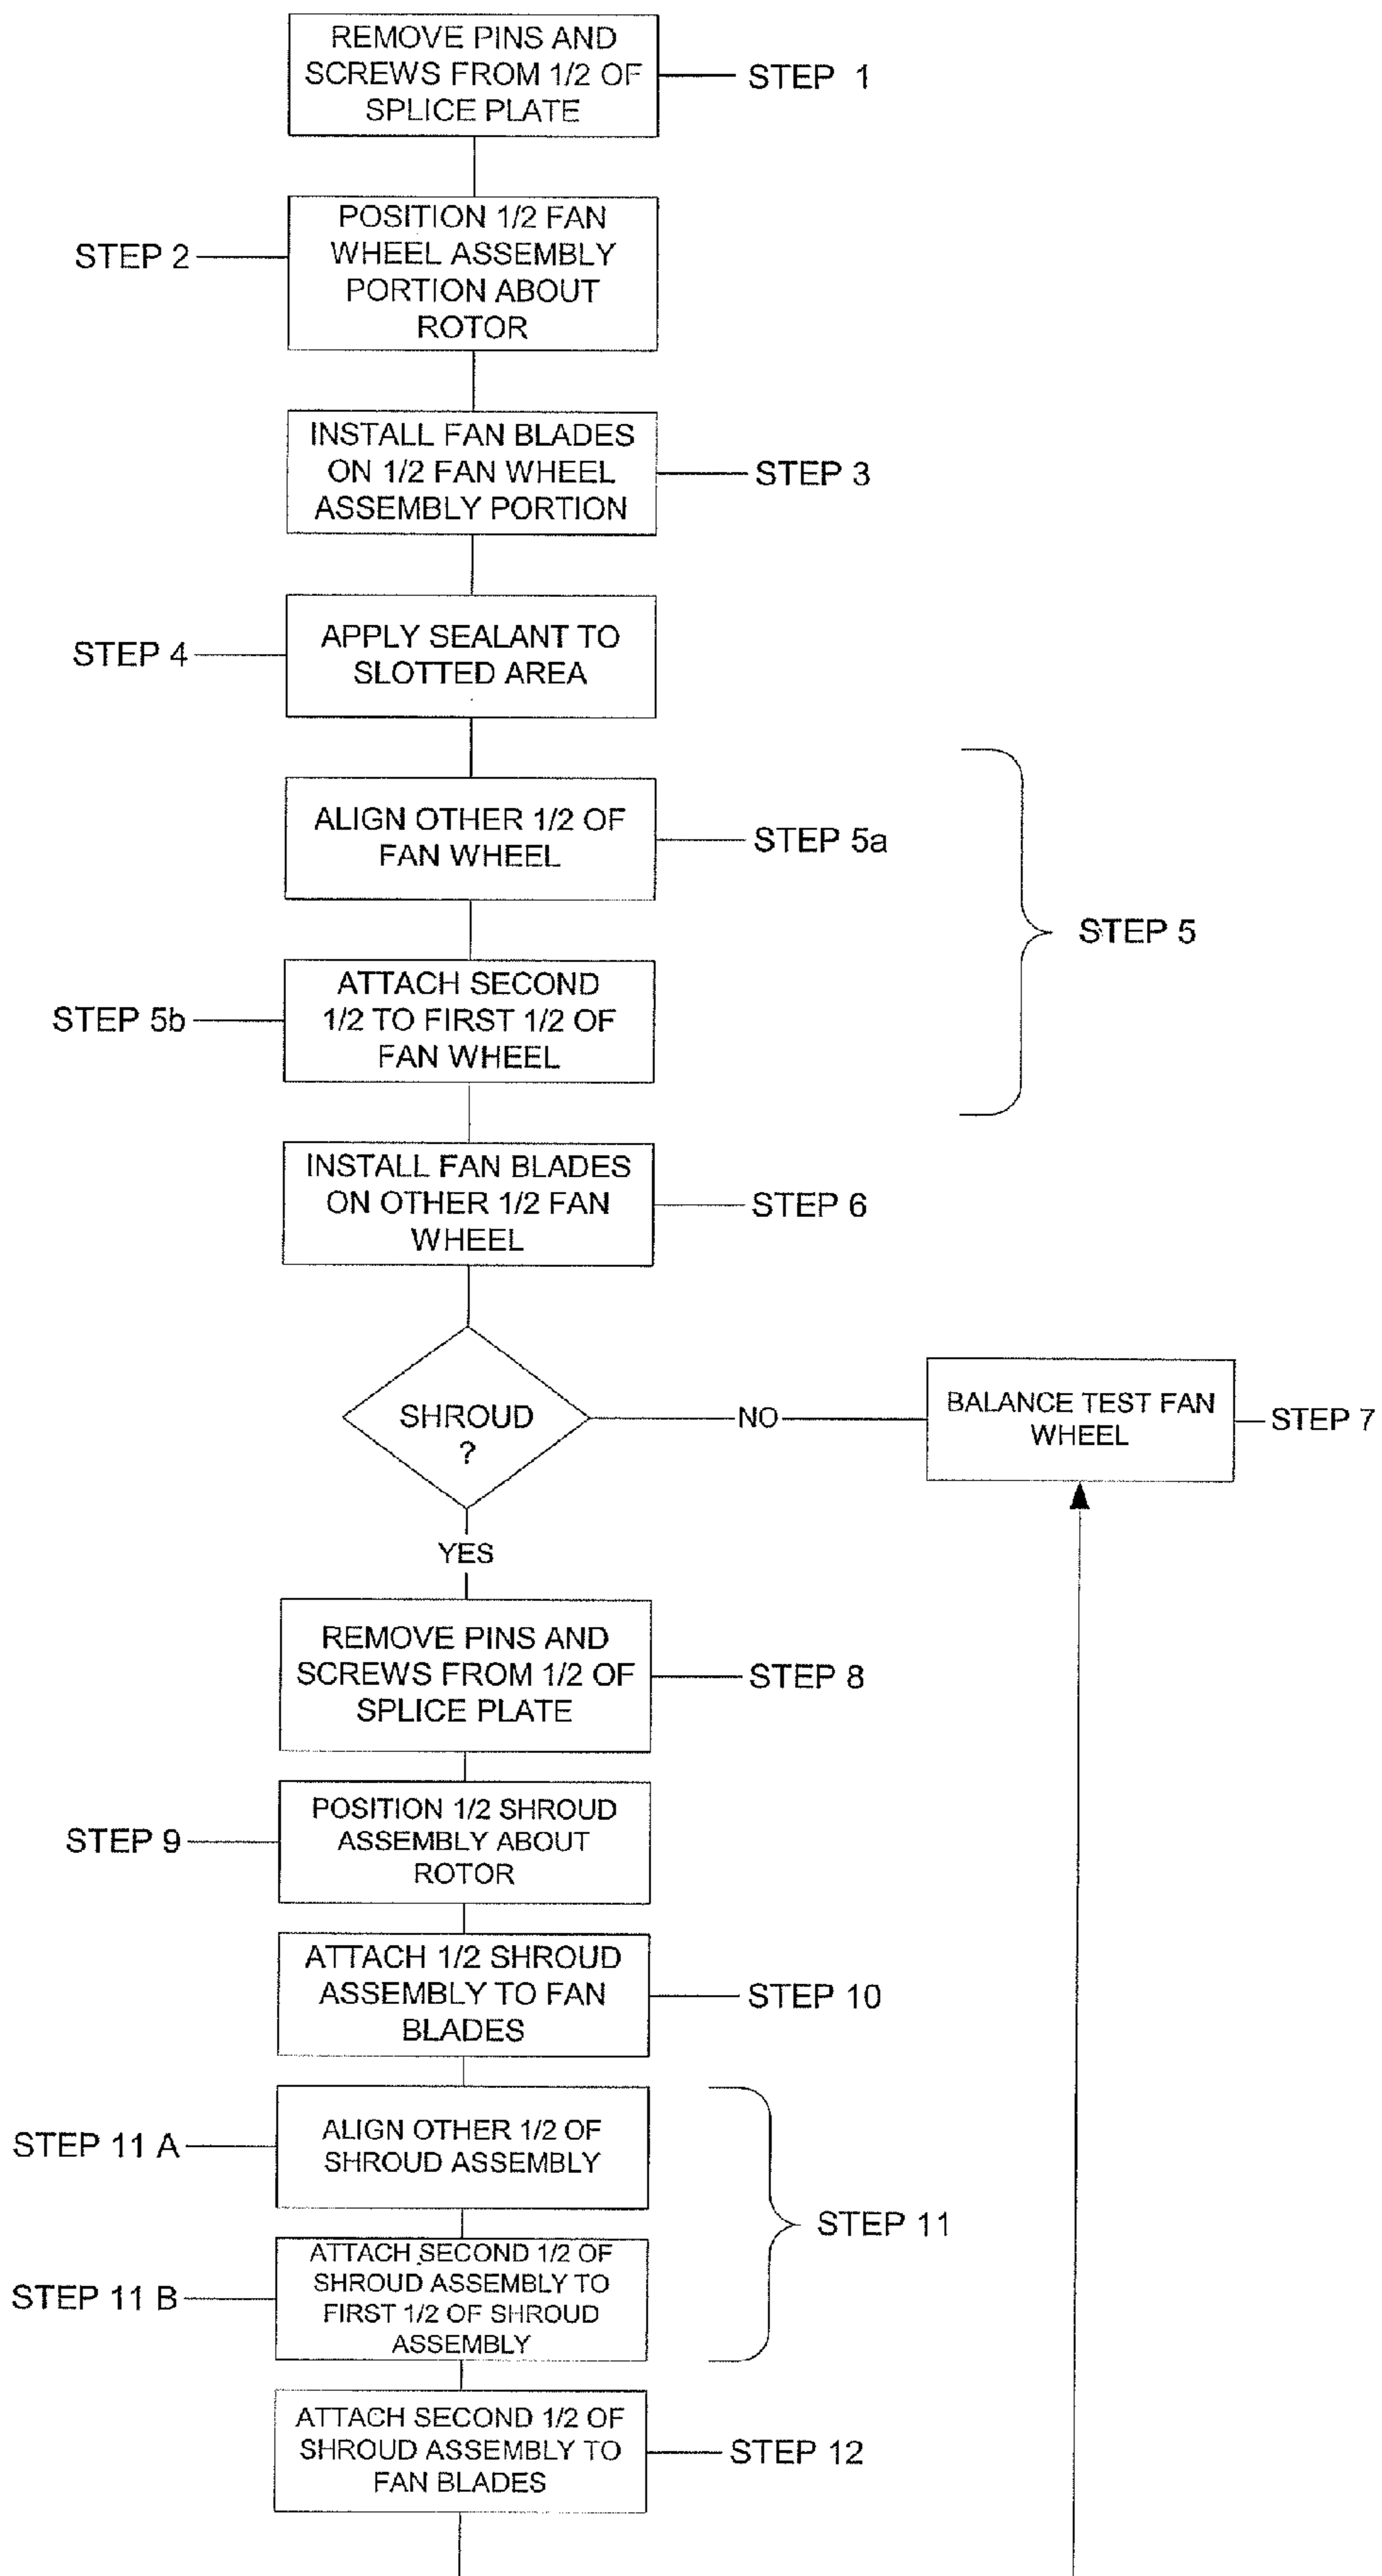 REMOVE PINS AND
SCREWS FROM 1/2 OF
SPLICE PLATE
STEP 1
POSITION 1/2 FAN
WHEEL ASSEMBLY
PORTION ABOUT
ROTOR
STEP 2
INSTALL FAN BLADES
ON 1/2 FAN WHEEL
ASSEMBLY PORTION
STEP 3
APPLY SEALANT TO
SLOTTED AREA
STEP 4
ALIGN OTHER 1/2 OF
FAN WHEEL
STEP 5a
STEP 5
ATTACH SECOND
1/2 TO FIRST 1/2 OF
FAN WHEEL
STEP 5b
INSTALL FAN BLADES
ON OTHER 1/2 FAN
WHEEL
STEP 6
SHROUD
?
NO
BALANCE TEST FAN
WHEEL
STEP 7
YES
REMOVE PINS AND
SCREWS FROM 1/2 OF
SPLICE PLATE
STEP 8
POSITION 1/2 SHROUD
ASSEMBLY ABOUT
ROTOR
STEP 9
ATTACH 1/2 SHROUD
ASSEMBLY TO FAN
BLADES
STEP 10
ALIGN OTHER 1/2 OF
SHROUD ASSEMBLY
STEP 11 A
STEP 11
ATTACH SECOND 1/2 OF
SHROUD ASSEMBLY TO
FIRST 1/2 OF SHROUD
ASSEMBLY
STEP 11 B
ATTACH SECOND 1/2 OF
SHROUD ASSEMBLY TO
FAN BLADES
STEP 12